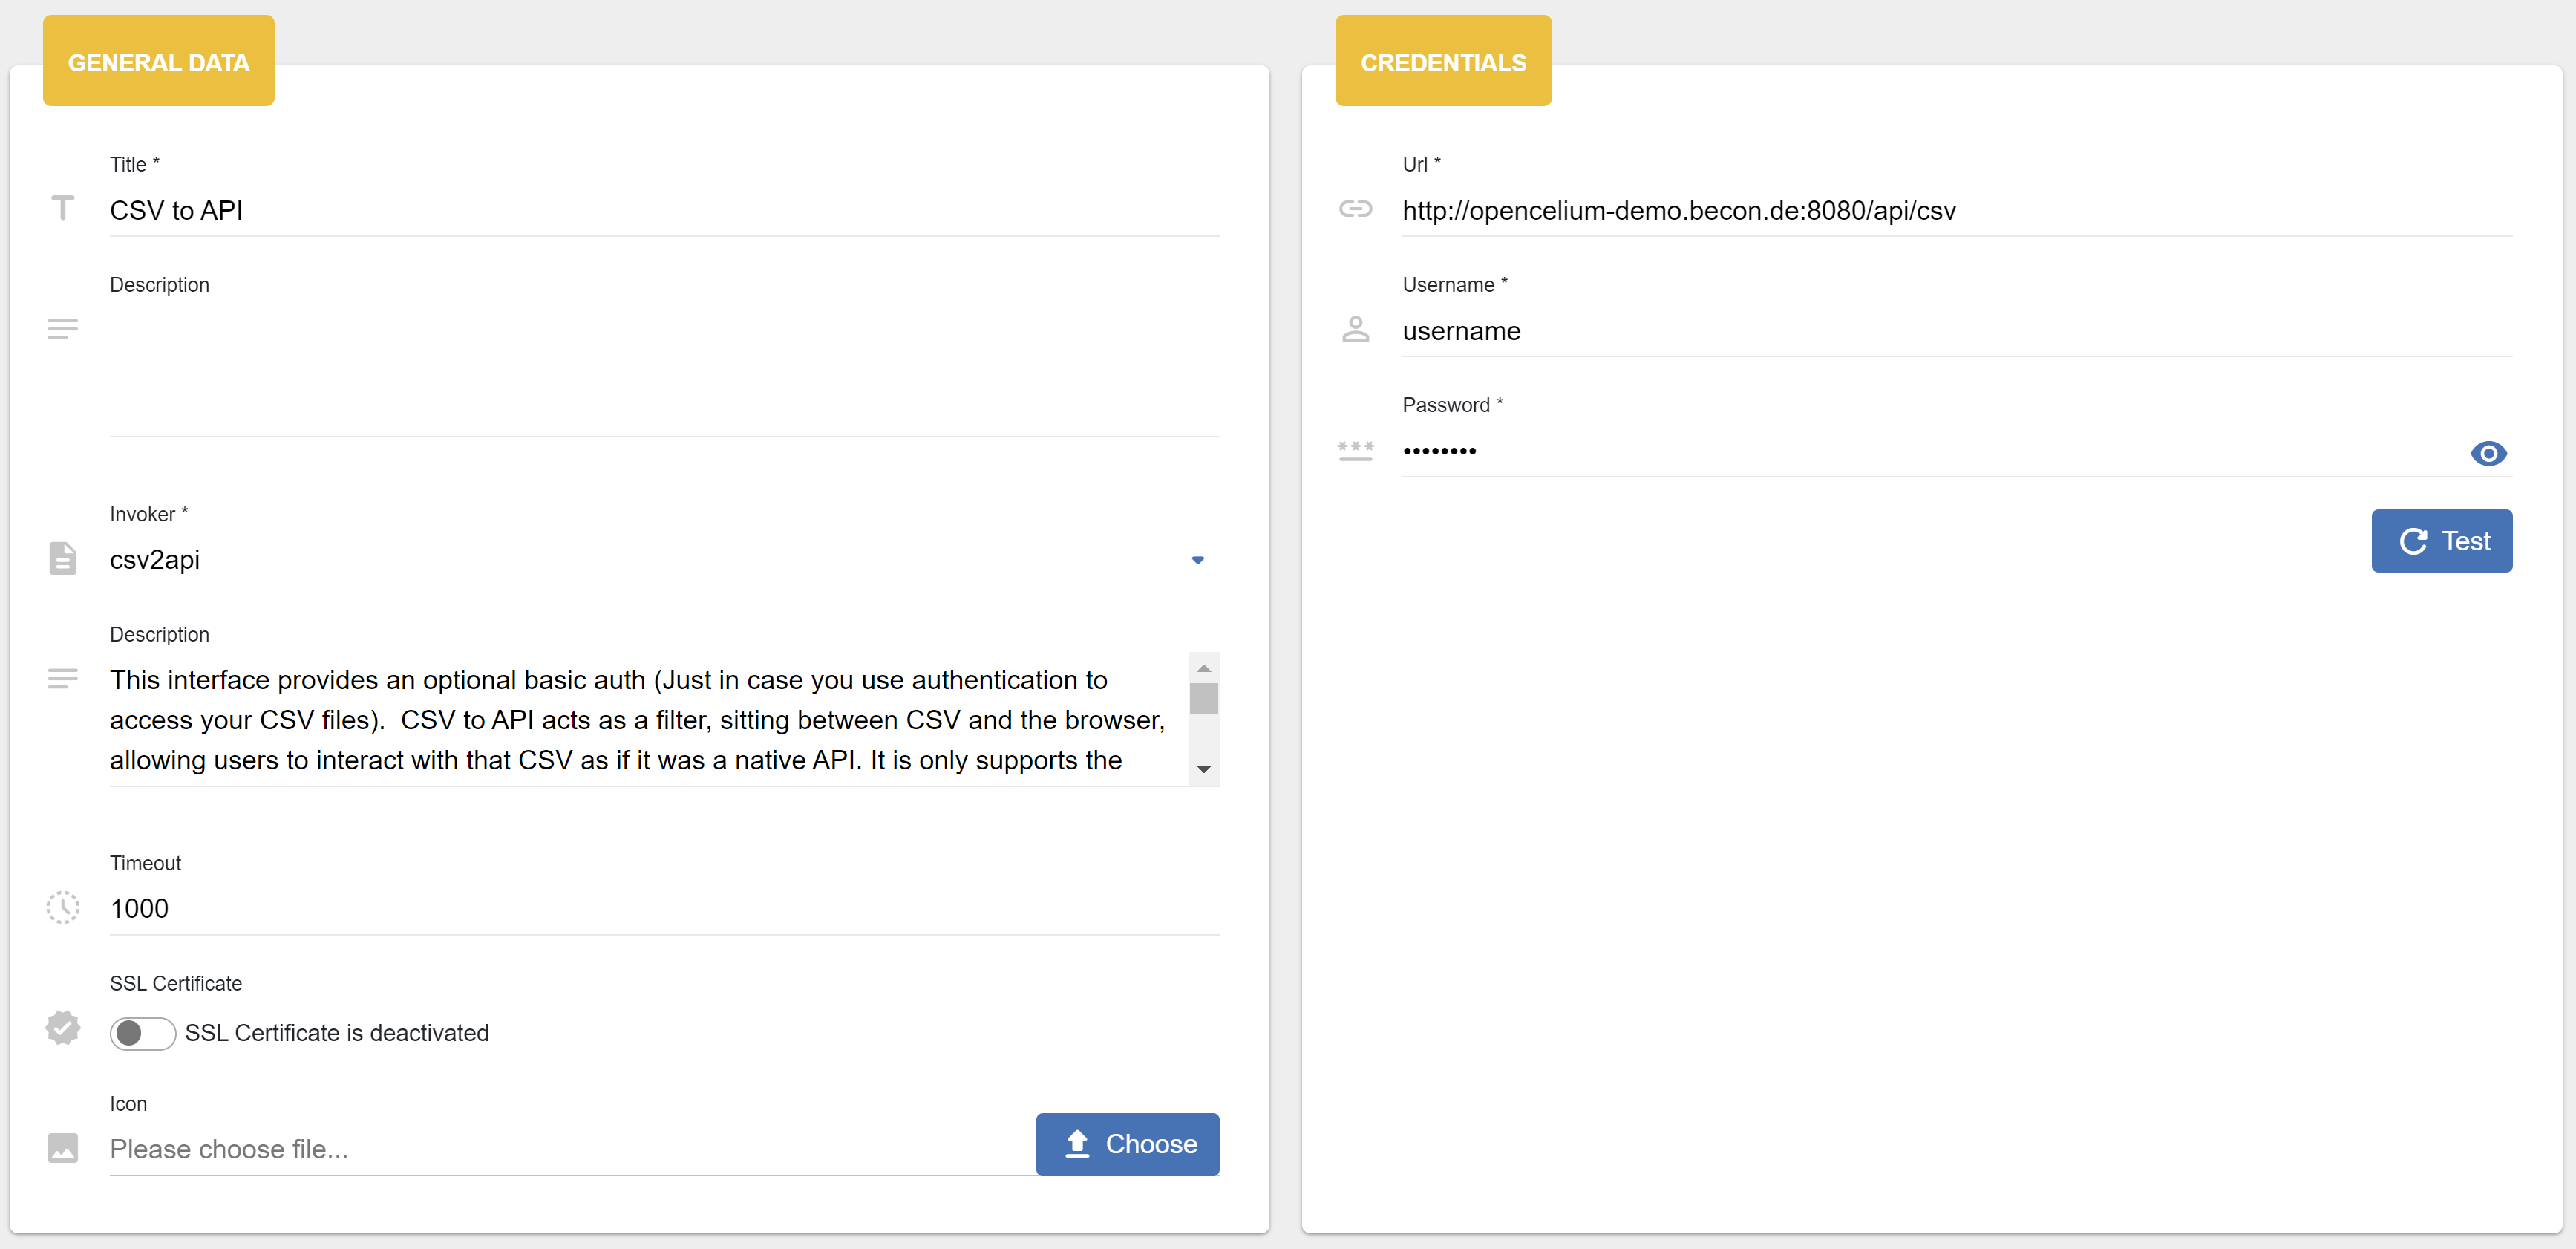 GENERAL DATA
Title *
CSV to API
Description
Invoker *
csv2api
Description
This interface provides an optional basic auth (Just in case you use authentication to
access your CSV files).  CSV to API acts as a filter, sitting between CSV and the browser,
allowing users to interact with that CSV as if it was a native API. It is only supports the
Timeout
1000
SSL Certificate
SSL Certificate is deactivated
Icon
Please choose file...
Choose
CREDENTIALS
Url *
http://opencelium-demo.becon.de:8080/api/csv
Username *
username
Password *
••••••••
Test